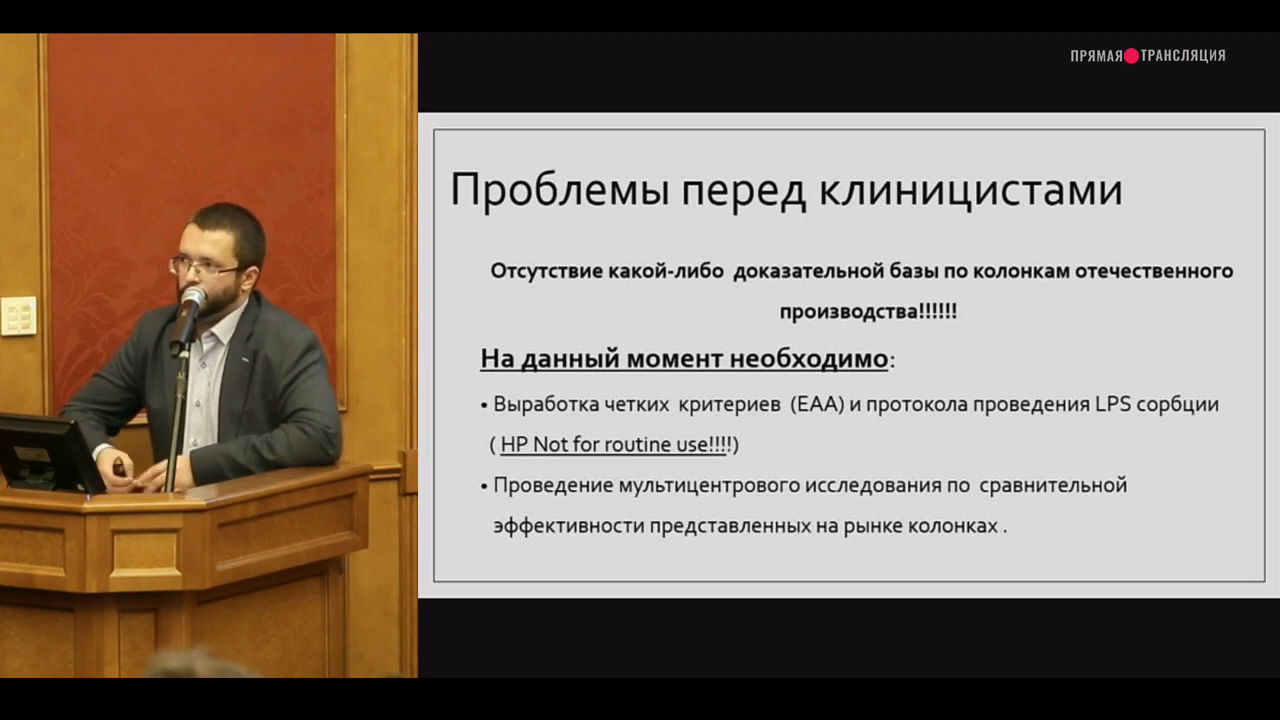 ПРЯМАЯ ТРАНСЛЯЦИЯ
Проблемы перед клиницистами
Отсутствие какой-либо доказательной базы по колонкам отечественного
производства!!!!!!
На данный момент необходимо:
• Выработка четких критериев (ЕАА) и протокола проведения LPS сорбции
( HP Not for routine use!!!!)
• Проведение мультицентрового исследования по сравнительной
эффективности представленных на рынке колонках .